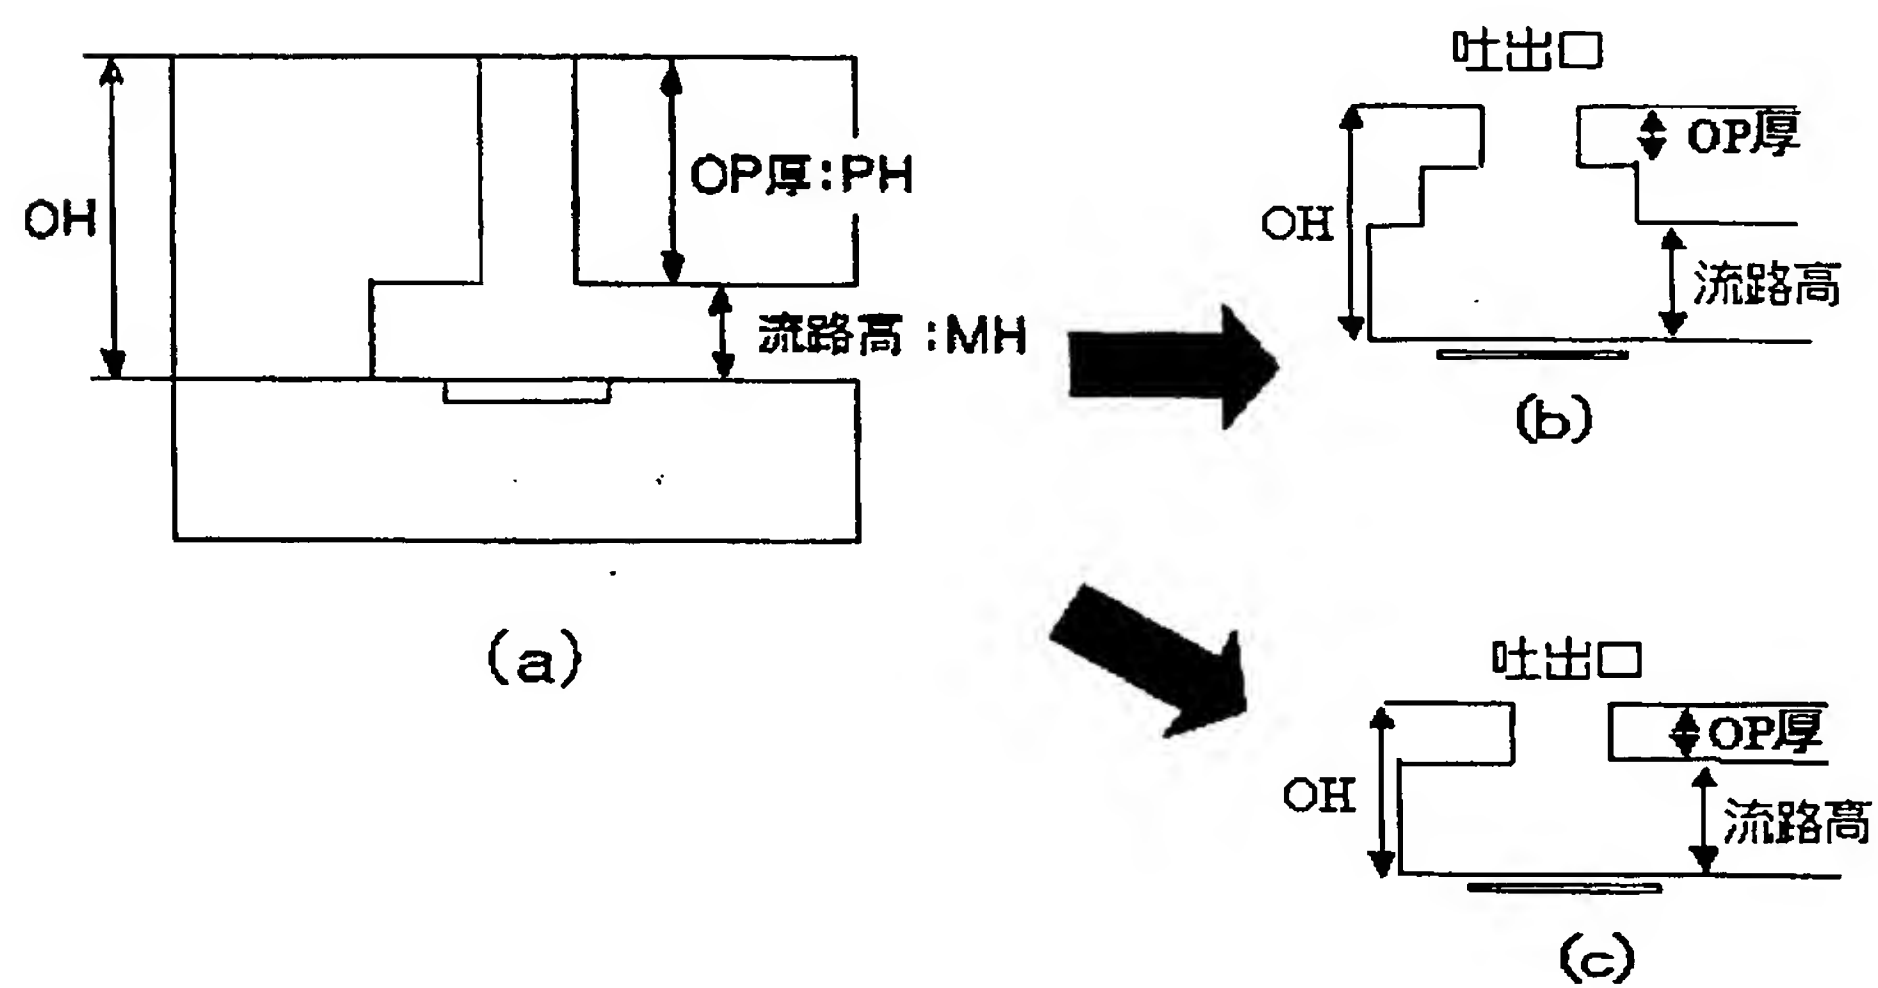 OH
OP厚:PH
流路高:MH
(a)
吐出口
OP厚
OH
流路高
(b)
吐出口
OP厚
OH
流路高
(c)